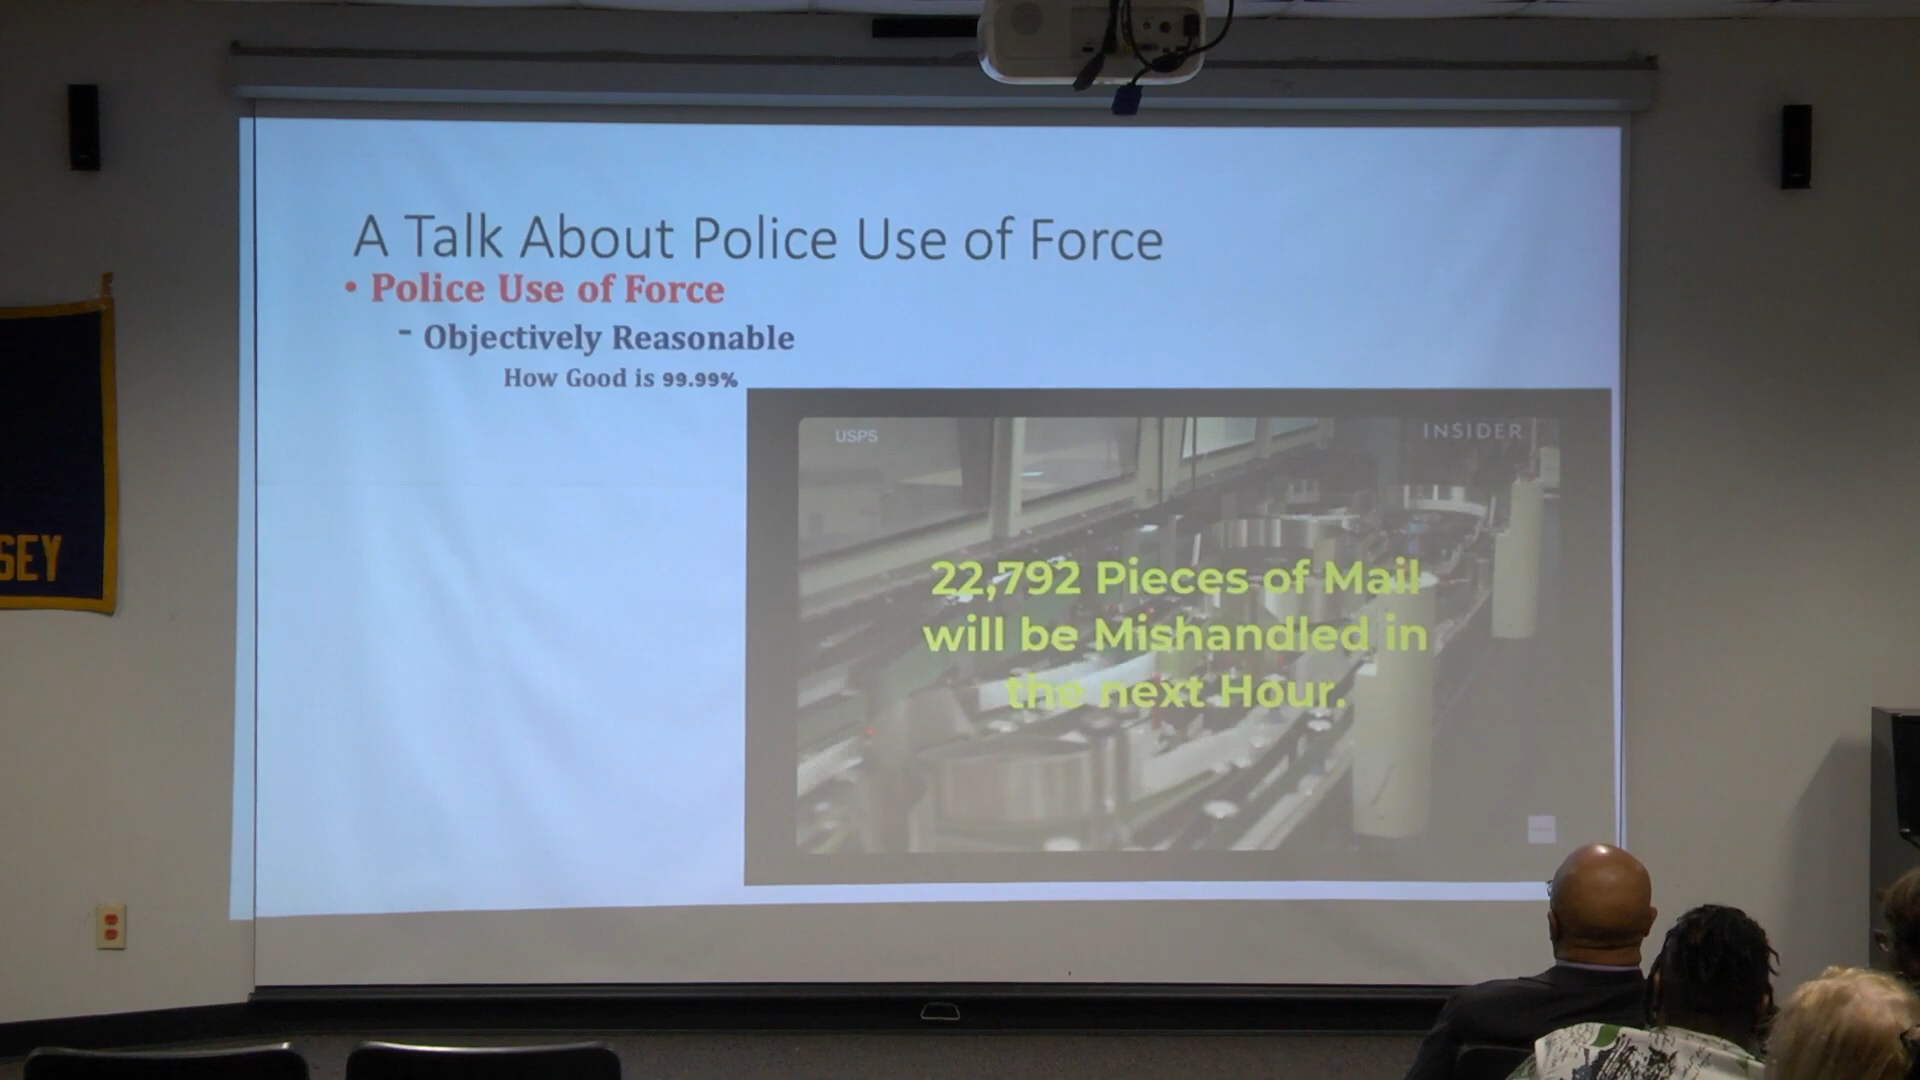 A Talk About Police Use of Force
• Police Use of Force
- Objectively Reasonable
How Good is 99.99%
USPS
INSIDER
22,792 Pieces of Mail
will be Mishandled in
the next Hour.
SEY